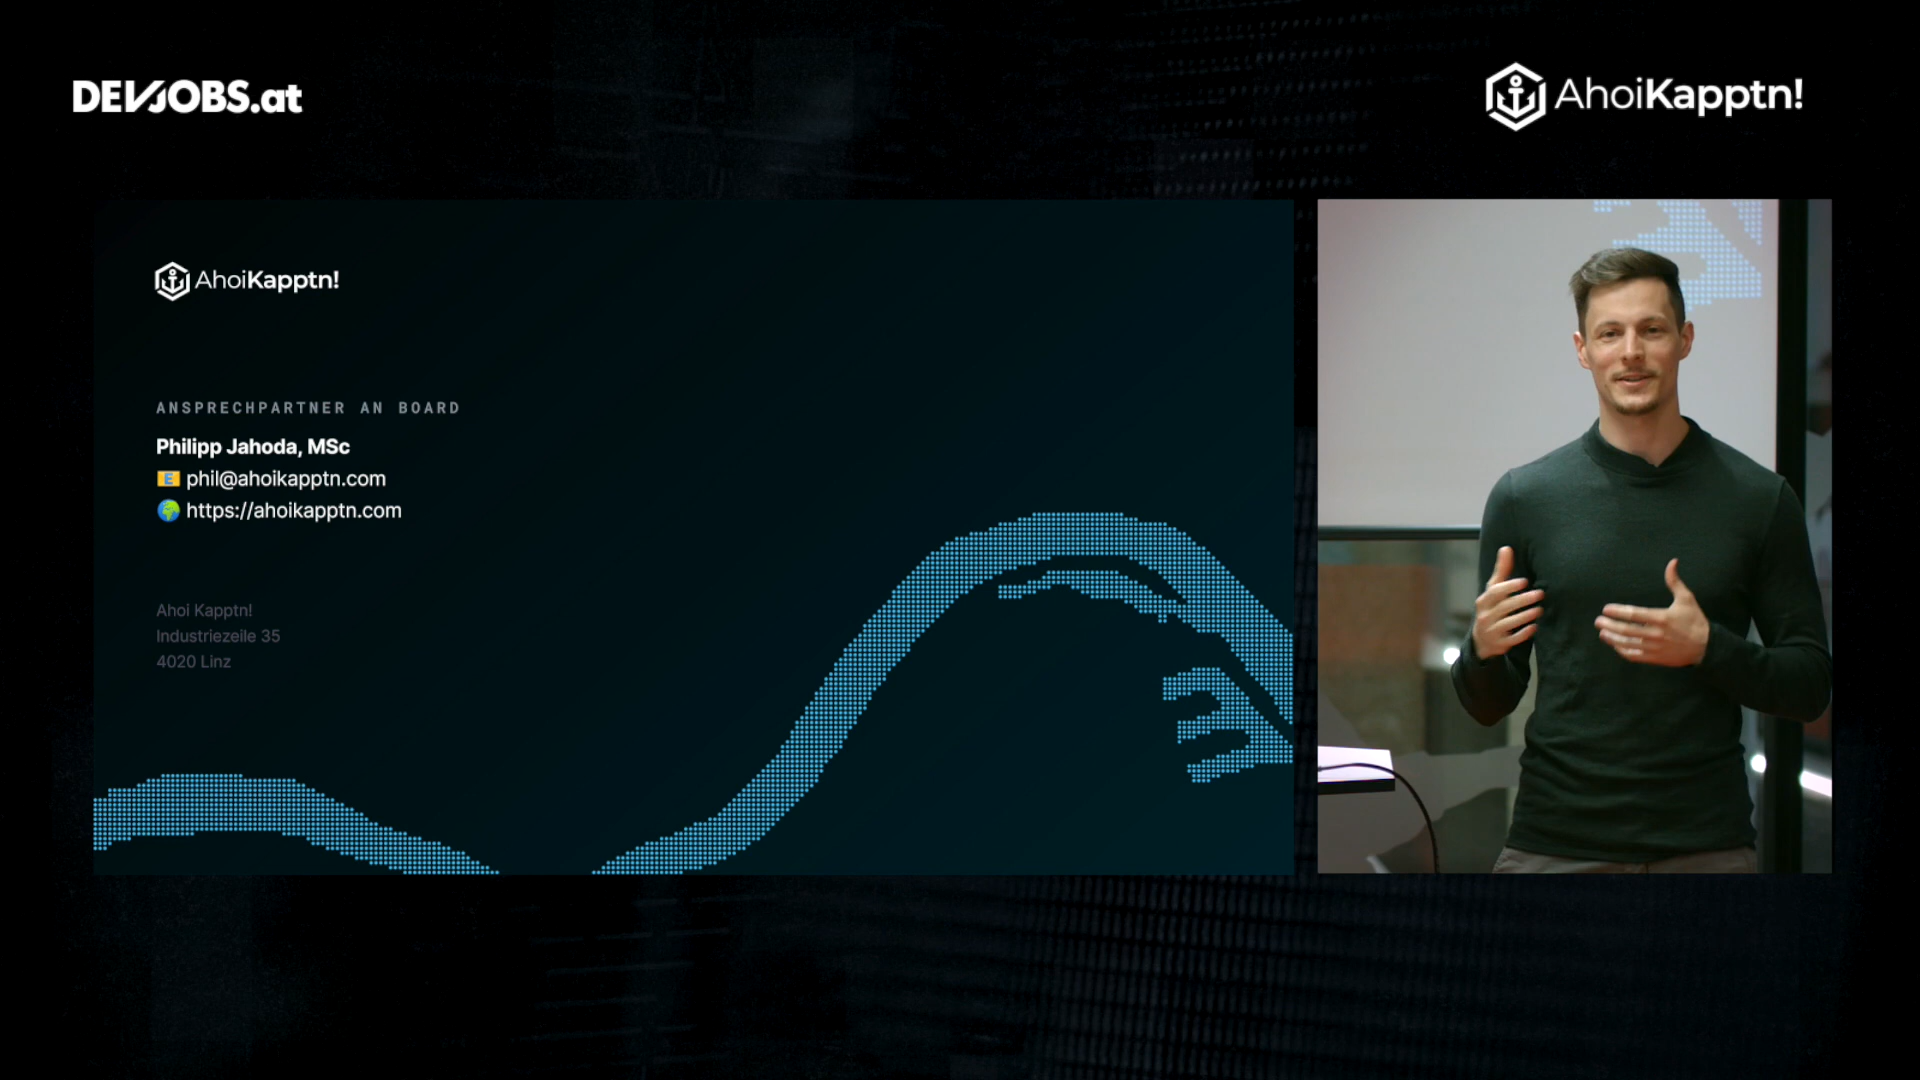 DEVJOBS.at
AhoiKapptn!
AhoiKapptn!
ANSPRECHPARTNER AN BOARD
Philipp Jahoda, MSc
📧 phil@ahoikapptn.com
🌍 https://ahoikapptn.com
Ahoi Kapptn!
Industriezeile 35
4020 Linz